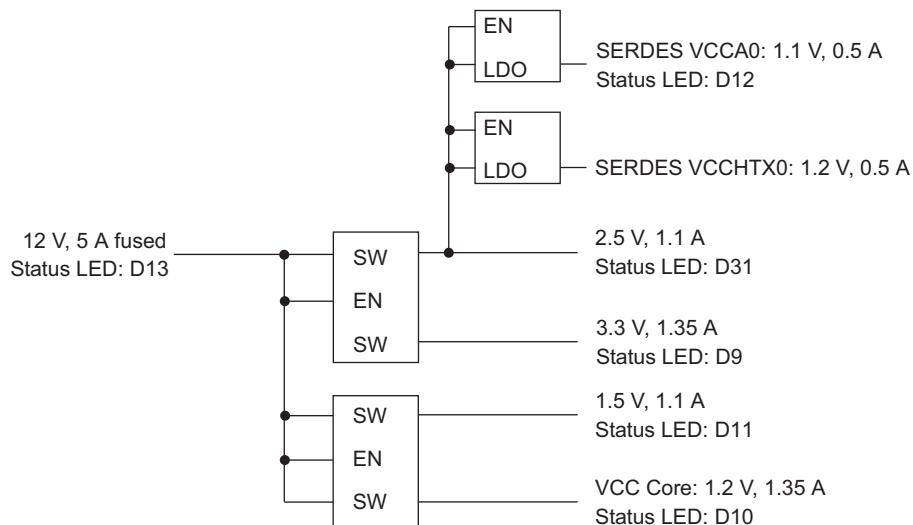 EN
LDO
SERDES VCCA0: 1.1 V, 0.5 A
Status LED: D12
EN
LDO
SERDES VCCHTX0: 1.2 V, 0.5 A
12 V, 5 A fused
Status LED: D13
SW
EN
SW
2.5 V, 1.1 A
Status LED: D31
3.3 V, 1.35 A
Status LED: D9
SW
EN
SW
1.5 V, 1.1 A
Status LED: D11
VCC Core: 1.2 V, 1.35 A
Status LED: D10